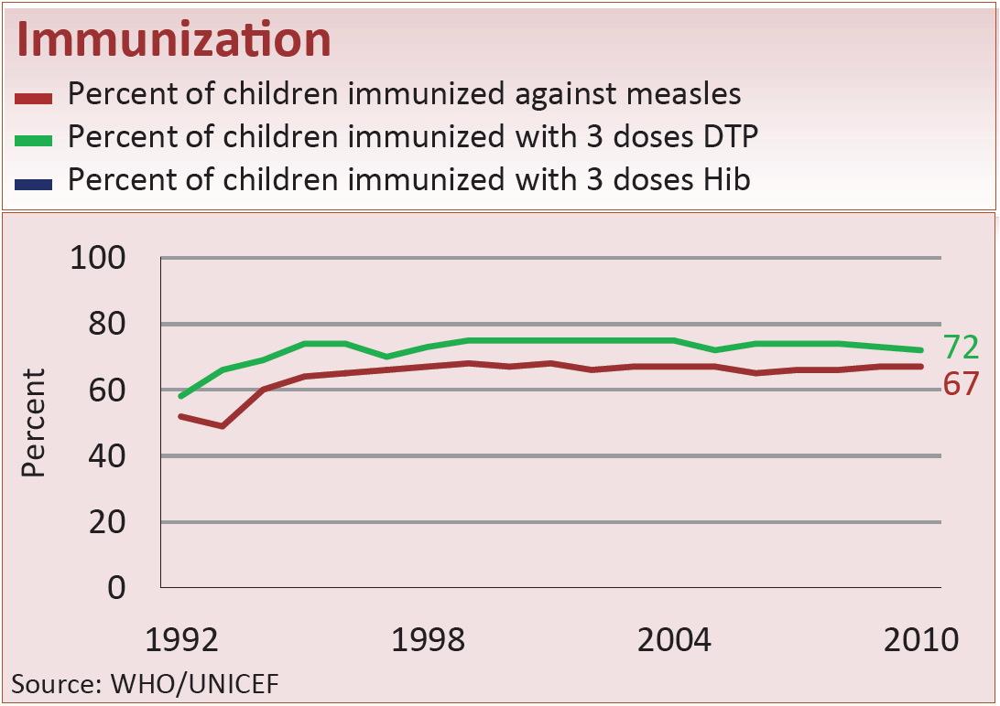 Immunization
Percent of children immunized against measles
Percent of children immunized with 3 doses DTP
Percent of children immunized with 3 doses Hib
100
80
60
40
20
0
Percent
72
67
1992 1998 2004 2010
Source: WHO/UNICEF